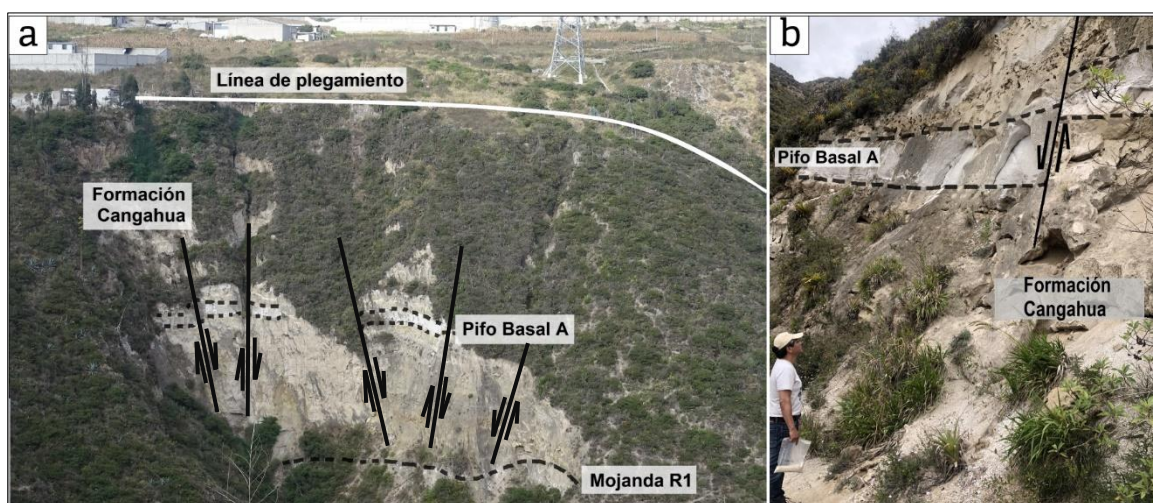 a
Línea de plegamiento
Formación
Cangahua
Pifo Basal A
Mojanda R1
b
Pifo Basal A
Formación
Cangahua